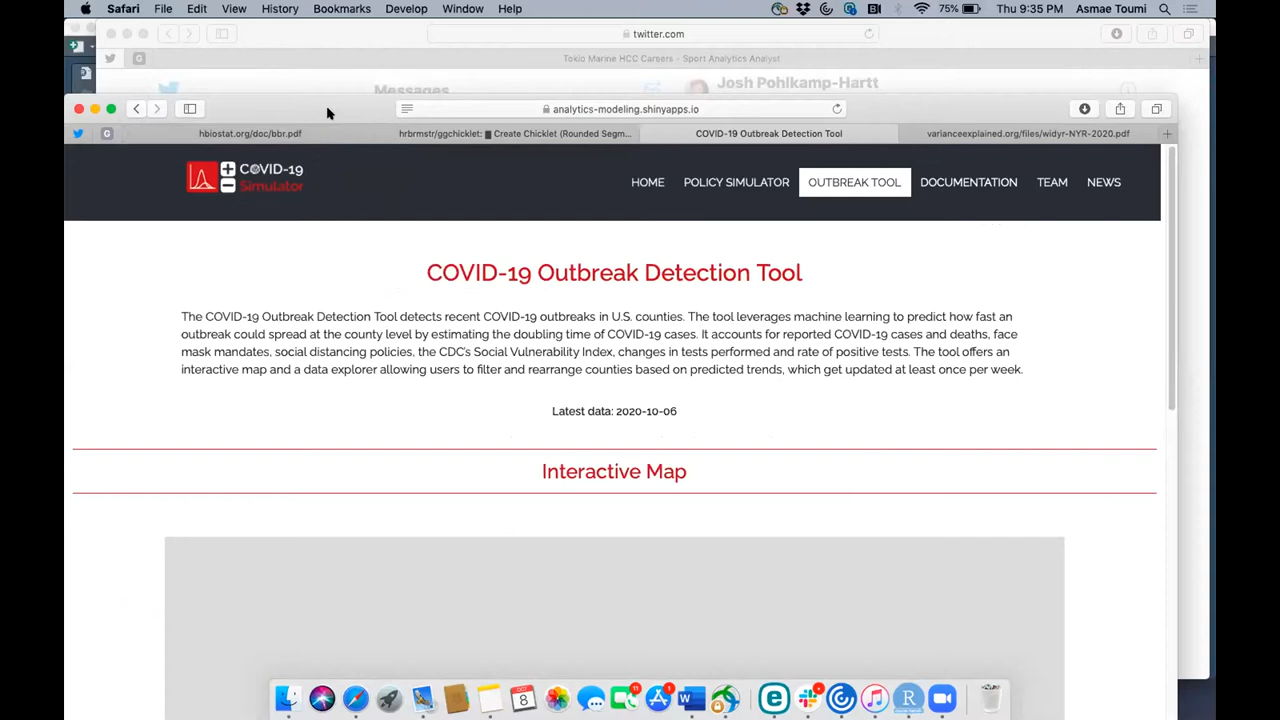 Safari File Edit View History Bookmarks Develop Window Help 75% Thu 9:35 PM Asmae Toumi
twitter.com
Tokio Marine HCC Careers - Sport Analytics Analyst
Messages
Josh Pohlkamp-Hartt
analytics-modeling.shinyapps.io
hbiostat.org/doc/bbr.pdf
hrbrmstr/ggchicklet: Create Chicklet (Rounded Segm...
COVID-19 Outbreak Detection Tool
varianceexplained.org/files/widyr-NYR-2020.pdf
COVID-19
Simulator
HOME POLICY SIMULATOR OUTBREAK TOOL DOCUMENTATION TEAM NEWS
COVID-19 Outbreak Detection Tool
The COVID-19 Outbreak Detection Tool detects recent COVID-19 outbreaks in U.S. counties. The tool leverages machine learning to predict how fast an
outbreak could spread at the county level by estimating the doubling time of COVID-19 cases. It accounts for reported COVID-19 cases and deaths, face
mask mandates, social distancing policies, the CDC's Social Vulnerability Index, changes in tests performed and rate of positive tests. The tool offers an
interactive map and a data explorer allowing users to filter and rearrange counties based on predicted trends, which get updated at least once per week.
Latest data: 2020-10-06
Interactive Map
OCT
8
11
1